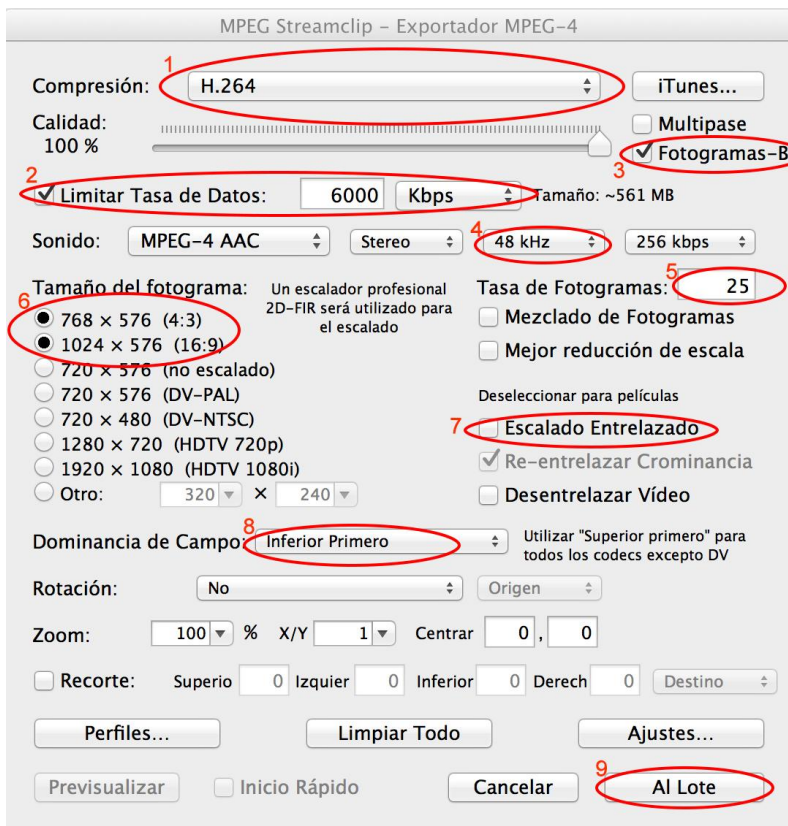 MPEG Streamclip – Exportador MPEG-4
1
Compresión: H.264 iTunes...
Calidad: Multipase
100 % Fotogramas-B
3
2
Limitar Tasa de Datos: 6000 Kbps Tamaño: ~561 MB
Sonido: MPEG-4 AAC Stereo 4 48 kHz 256 kbps
Tamaño del fotograma: Un escalador profesional Tasa de Fotogramas: 5 25
6 2D-FIR será utilizado para
768 × 576 (4:3) el escalado Mezclado de Fotogramas
1024 × 576 (16:9) Mejor reducción de escala
720 × 576 (no escalado)
720 × 576 (DV-PAL) Deseleccionar para películas
720 × 480 (DV-NTSC) 7 Escalado Entrelazado
1280 × 720 (HDTV 720p)
1920 × 1080 (HDTV 1080i) Re-entrelazar Crominancia
Otro: 320 × 240 Desentrelazar Vídeo
8
Dominancia de Campo: Inferior Primero Utilizar "Superior primero" para
todos los codecs excepto DV
Rotación: No Origen
Zoom: 100 % X/Y 1 Centrar 0 , 0
Recorte: Superio 0 Izquier 0 Inferior 0 Derech 0 Destino
Perfiles... Limpiar Todo Ajustes...
9
Previsualizar Inicio Rápido Cancelar Al Lote